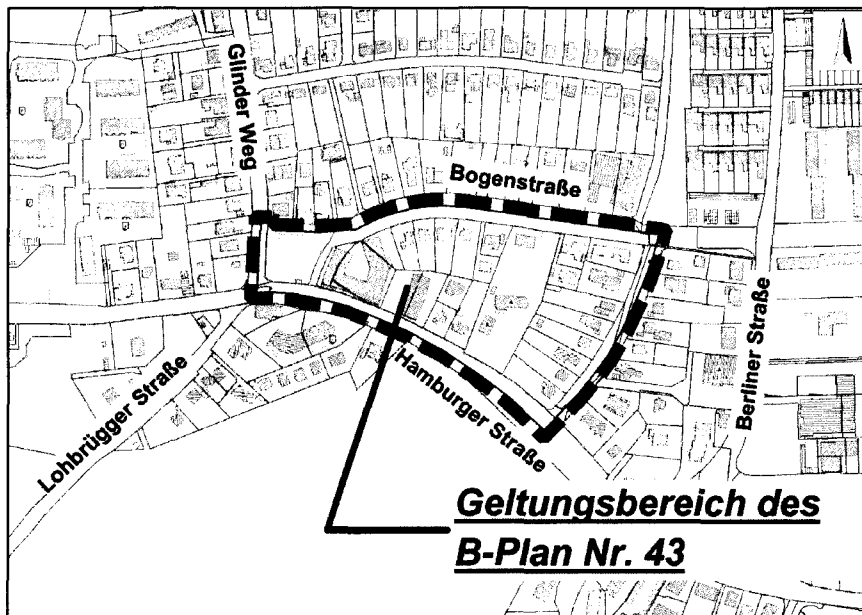 Glinder Weg
Bogenstraße
Berliner Straße
Hamburger Straße
Lohbrügger Straße
Geltungsbereich des
B-Plan Nr. 43